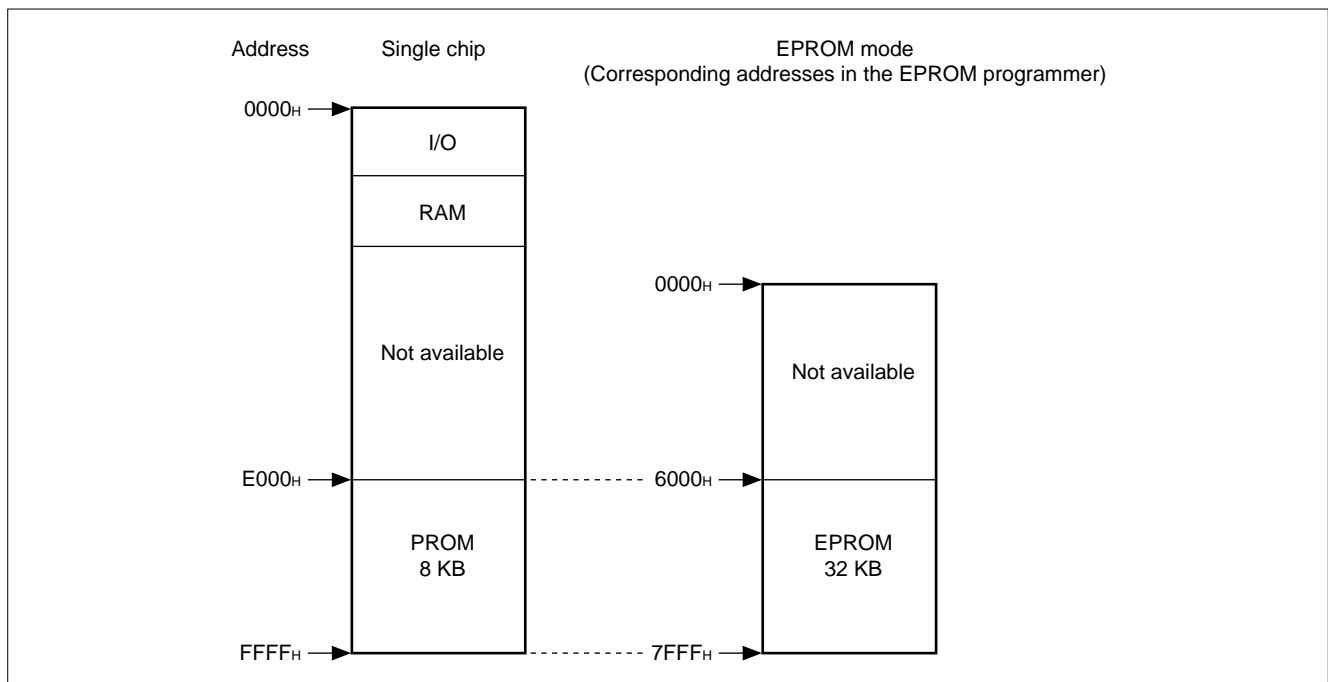 Address Single chip EPROM mode
(Corresponding addresses in the EPROM programmer)
0000H
I/O
RAM
0000H
Not available
Not available
E000H 6000H
PROM EPROM
8 KB 32 KB
FFFFH 7FFFH